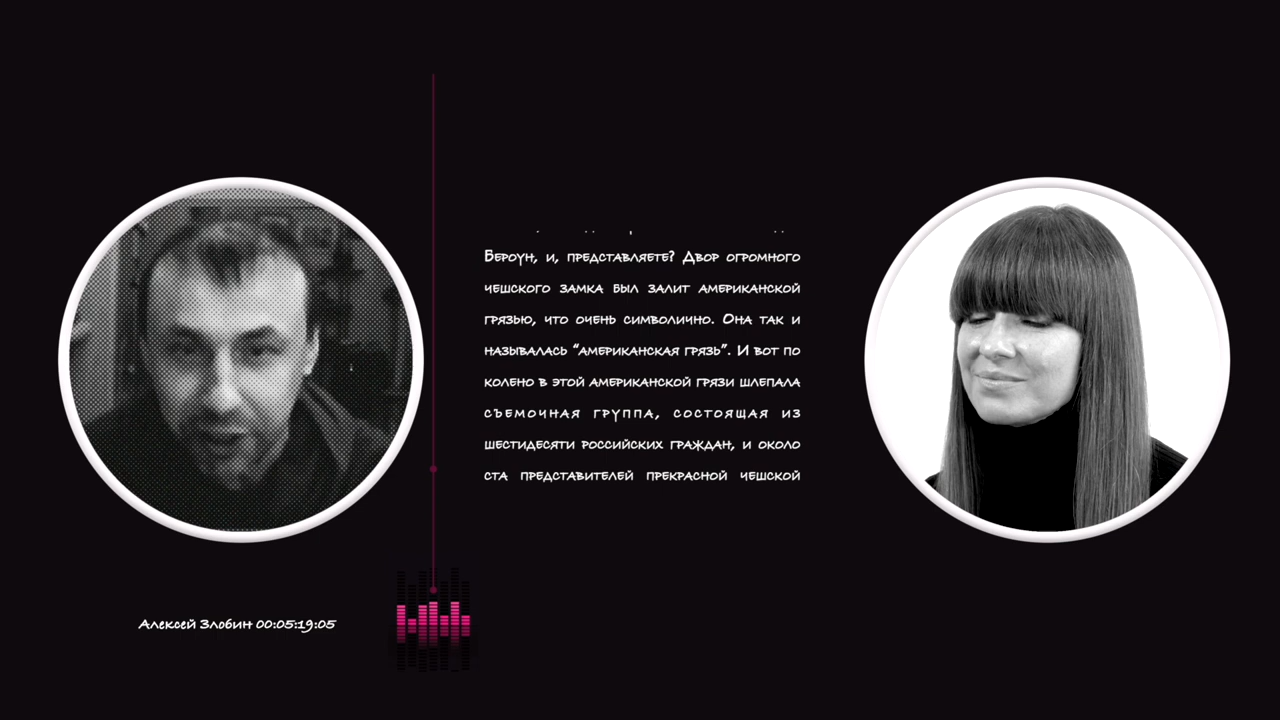 Бероун, и, представляете? Двор огромного
чешского замка был залит американской
грязью, что очень символично. Она так и
называлась “американская грязь”. И вот по
колено в этой американской грязи шлепала
съемочная группа, состоящая из
шестидесяти российских граждан, и около
ста представителей прекрасной чешской
Алексей Злобин 00:05:19:05